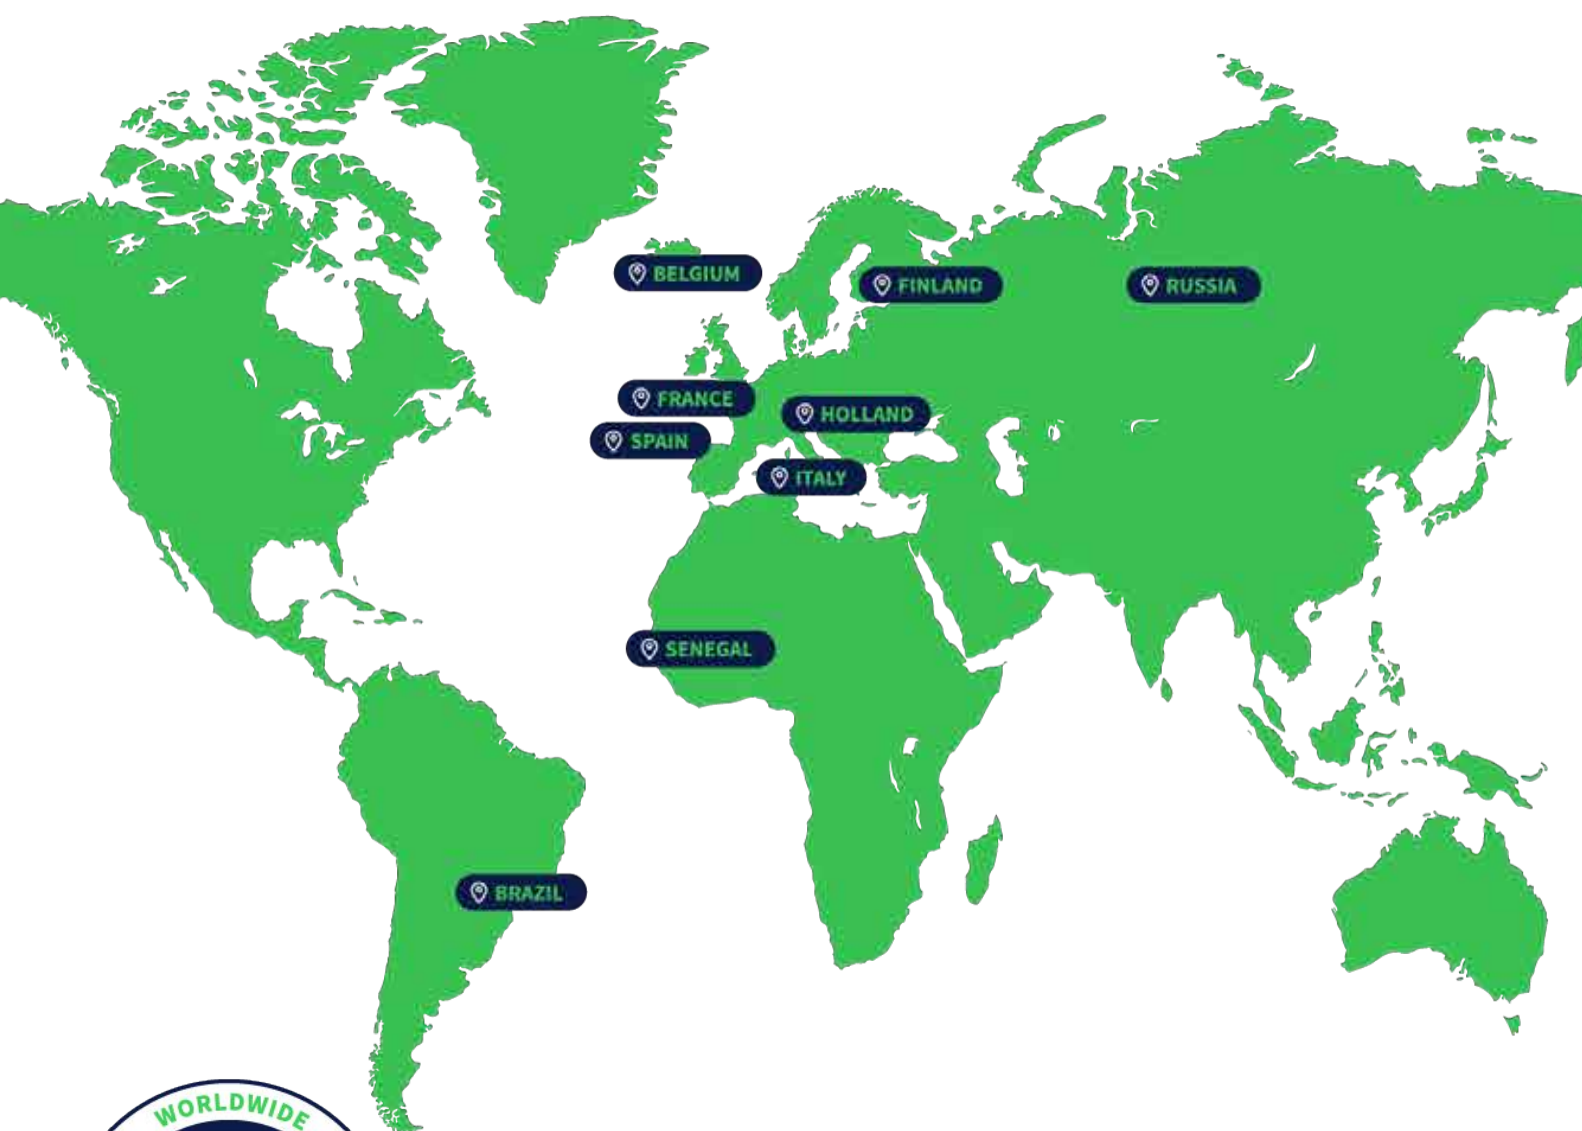 BELGIUM
FINLAND
RUSSIA
FRANCE
HOLLAND
SPAIN
ITALY
SENEGAL
BRAZIL
WORLDWIDE